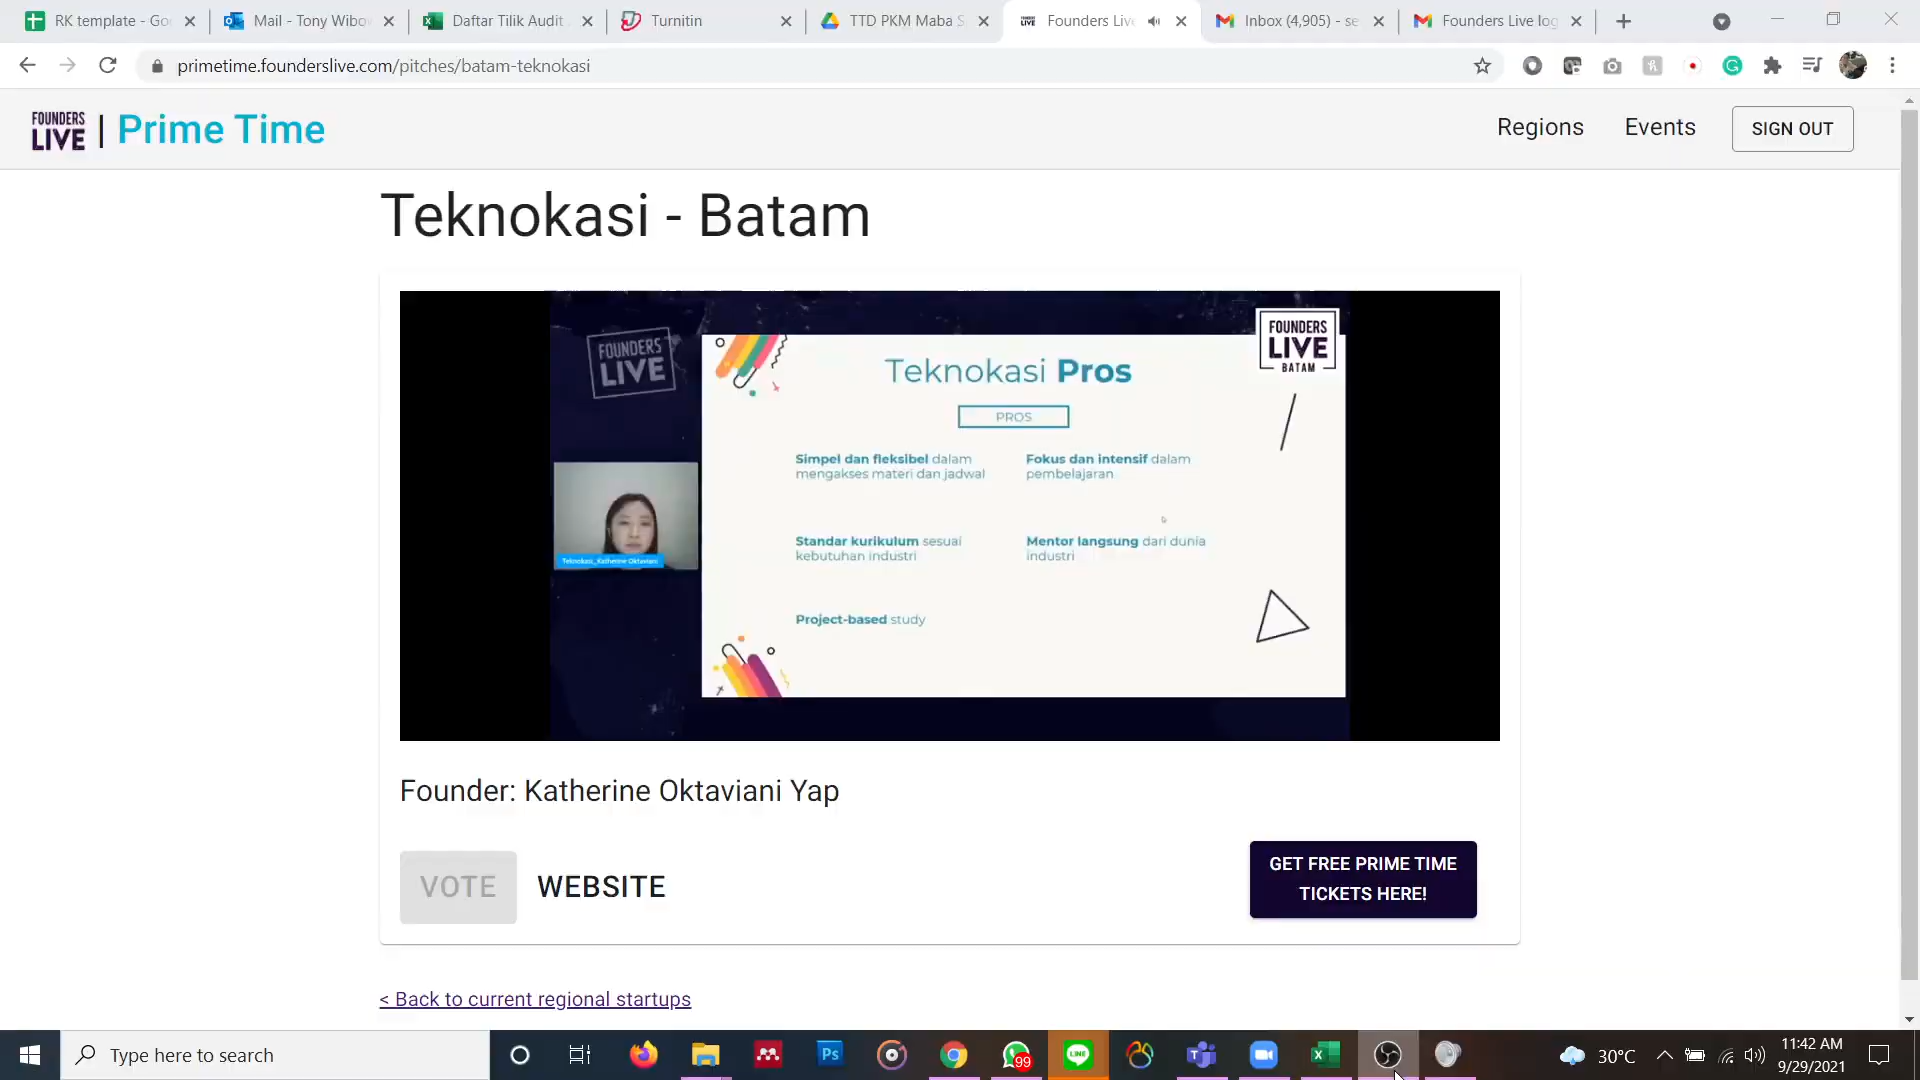 RK template - Go
Mail - Tony Wibo
Daftar Tilik Audit
Turnitin
TTD PKM Maba S
Founders Liv
Inbox (4,905) - se
Founders Live log
primetime.founderslive.com/pitches/batam-teknokasi
FOUNDERS
LIVE
| Prime Time
Regions
Events
SIGN OUT
Teknokasi - Batam
FOUNDERS
LIVE
FOUNDERS
LIVE
BATAM
Teknokasi Pros
PROS
Simpel dan fleksibel dalam
mengakses materi dan jadwal
Fokus dan intensif dalam
pembelajaran
Standar kurikulum sesuai
kebutuhan industri
Mentor langsung dari dunia
industri
Project-based study
Teknokasi_Katherine Oktaviani
Founder: Katherine Oktaviani Yap
VOTE
WEBSITE
GET FREE PRIME TIME
TICKETS HERE!
< Back to current regional startups
Type here to search
Ps
99
LINE
30°C
11:42 AM
9/29/2021